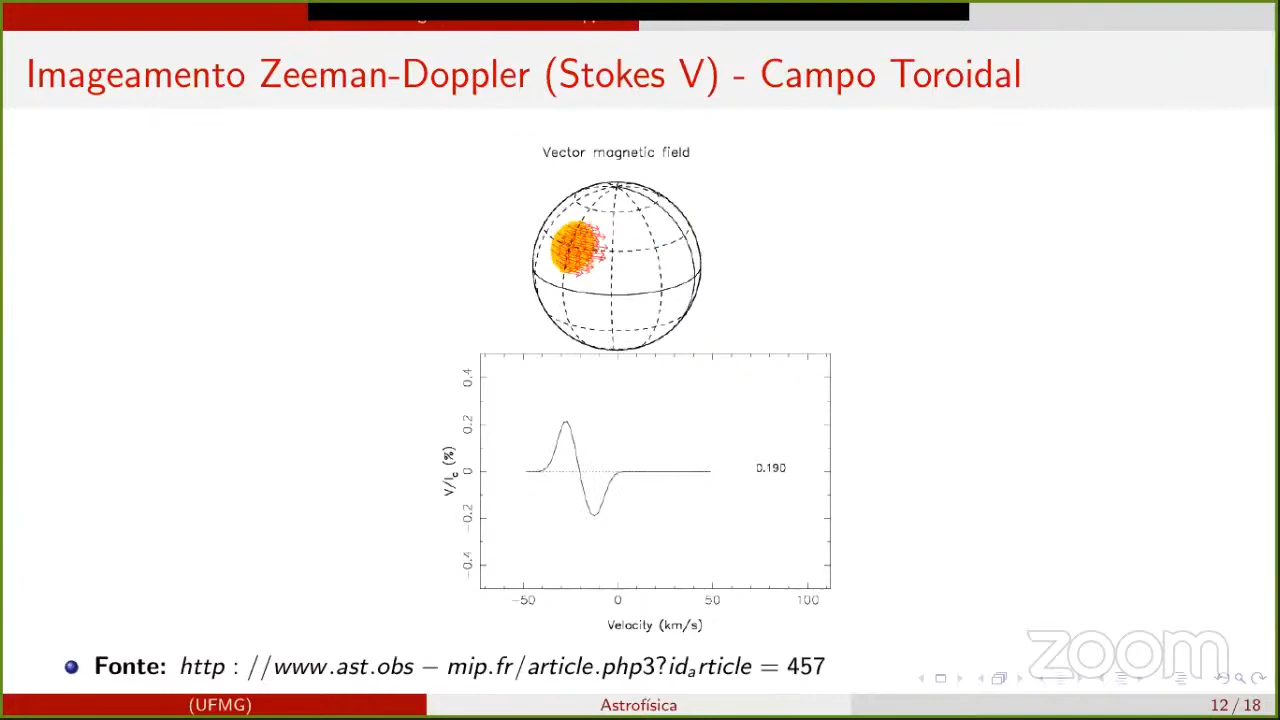 Imageamento Zeeman-Doppler (Stokes V) - Campo Toroidal
Vector magnetic field
0.4
0.2
0
−0.2
−0.4
V/Ic (%)
0.190
−50 0 50 100
Velocity (km/s)
Fonte: http : //www.ast.obs − mip.fr/article.php3?idarticle = 457
zoom
(UFMG) Astrofísica 12 / 18